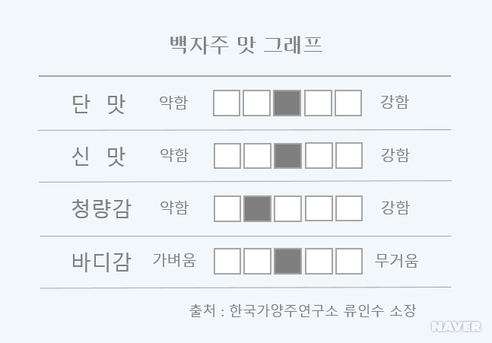 백자주 맛 그래프
단 맛 약함 강함
신 맛 약함 강함
청량감 약함 강함
바디감 가벼움 무거움
출처 : 한국가양주연구소 류인수 소장
NAVER